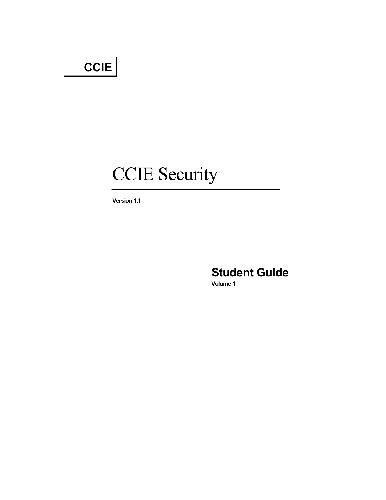 CCIE
CCIE Security
Version 1.1
Student Guide
Volume 1